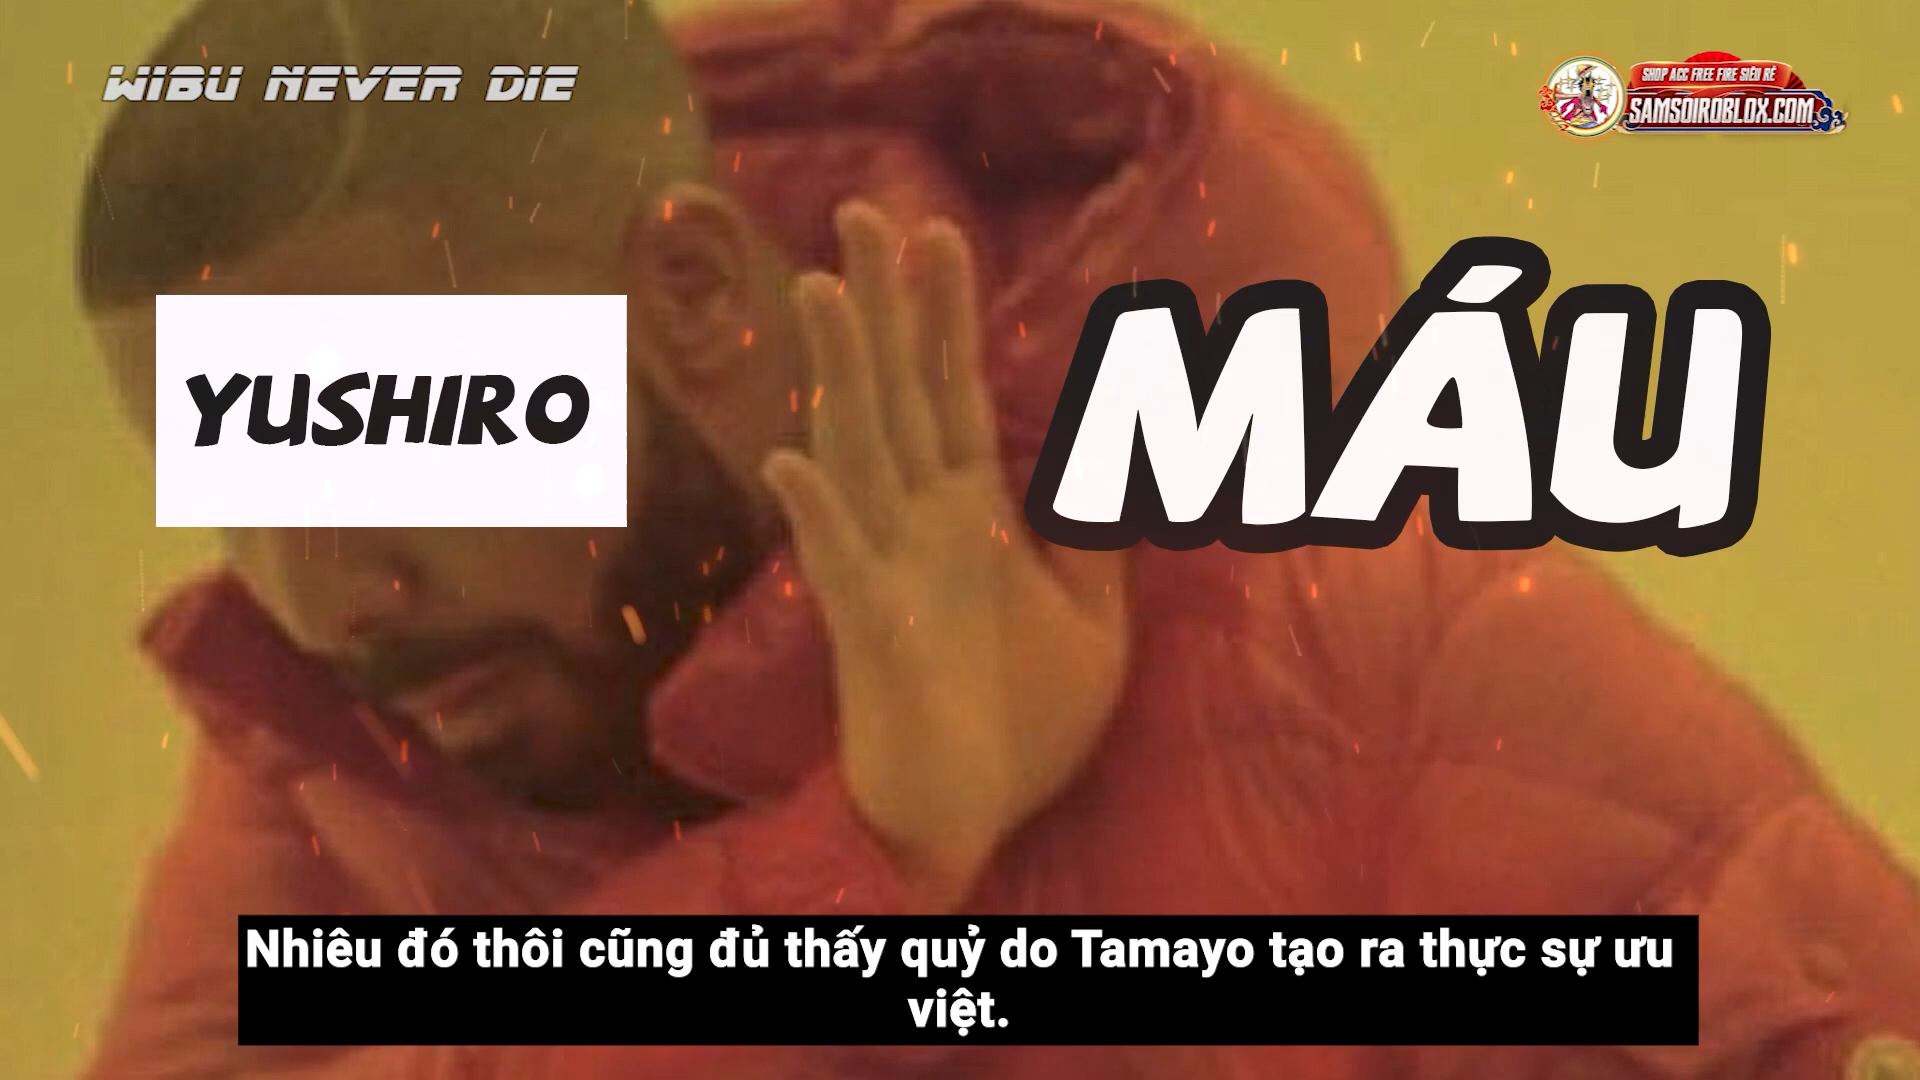 WIBU NEVER DIE
SHOP ACC FREE FIRE SIÊU RẺ
SAMSOIROBLOX.COM
YUSHIRO
MÁU
Nhiêu đó thôi cũng đủ thấy quỷ do Tamayo tạo ra thực sự ưu
việt.